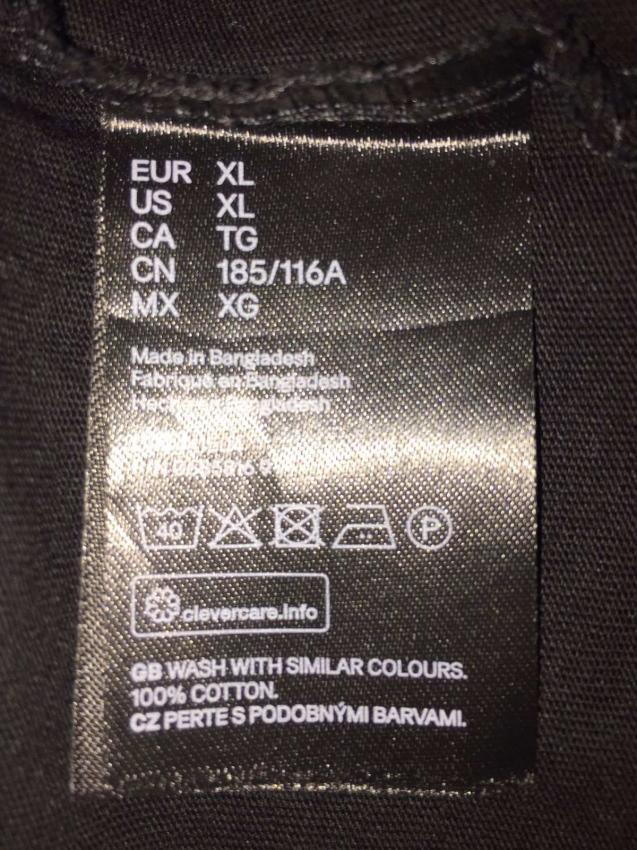 EUR XL
US XL
CA TG
CN 185/116A
MX XG
Made in Bangladesh
Fabriqué en Bangladesh
40 P
clevercare.info
GB WASH WITH SIMILAR COLOURS.
100% COTTON.
CZ PERTE S PODOBNÝMI BARVAMI.